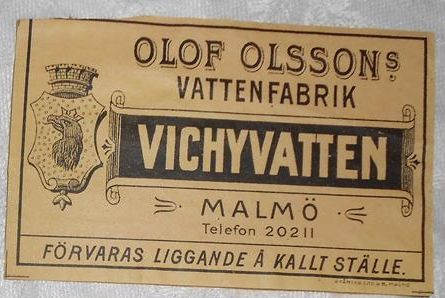 OLOF OLSSONS
VATTENFABRIK
VICHYVATTEN
MALMÖ
Telefon 20211
FÖRVARAS LIGGANDE Å KALLT STÄLLE.